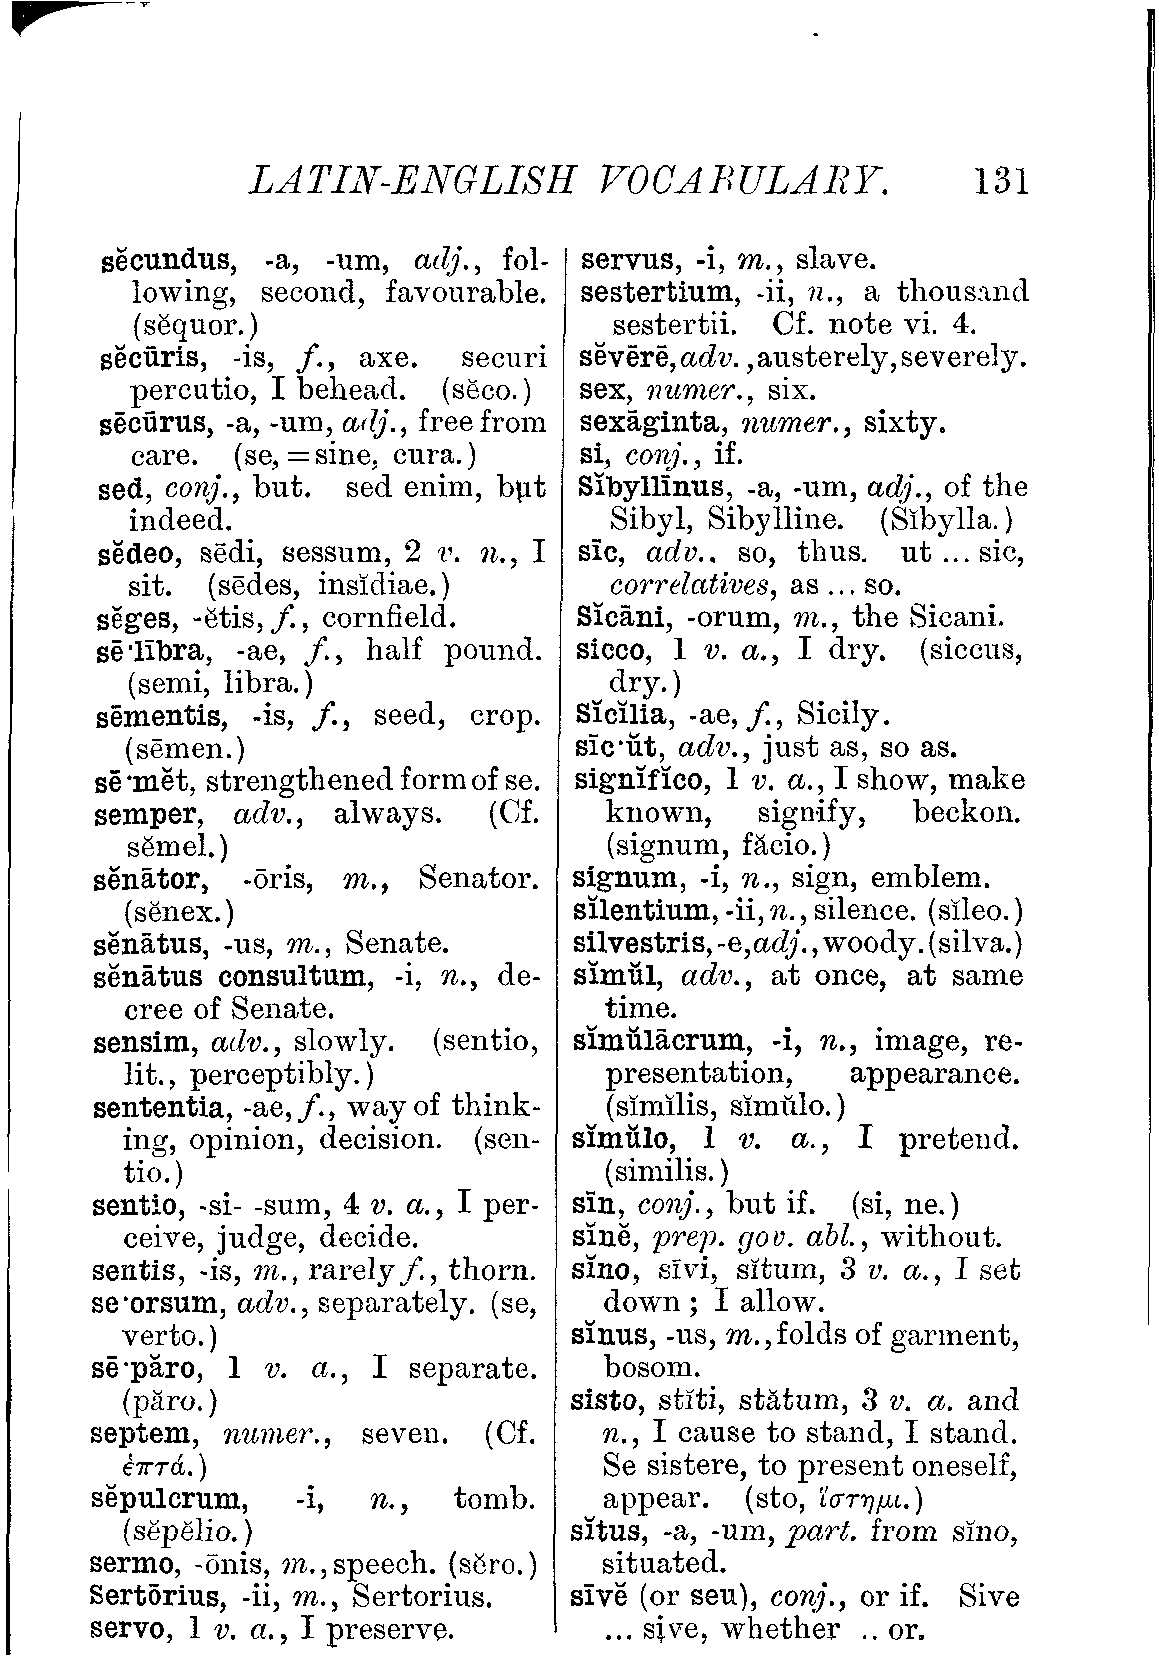 LATIN-ENGLISH VOCABULARY. 131
sĕcundus, -a, -um, adj., fol-
lowing, second, favourable.
(sĕquor.)
sĕcūris, -is, f., axe. securi
percutio, I behead. (sĕco.)
sēcūrus, -a, -um, adj., free from
care. (se, = sine, cura.)
sed, conj., but. sed enim, but
indeed.
sĕdeo, sēdi, sessum, 2 v. n., I
sit. (sēdes, insĭdiae.)
sĕges, -ĕtis, f., cornfield.
sē·lībra, -ae, f., half pound.
(semi, libra.)
sēmentis, -is, f., seed, crop.
(sēmen.)
sē·mĕt, strengthened form of se.
semper, adv., always. (Cf.
sĕmel.)
sĕnātor, -ōris, m., Senator.
(sĕnex.)
sĕnātus, -us, m., Senate.
sĕnātus consultum, -i, n., de-
cree of Senate.
sensim, adv., slowly. (sentio,
lit., perceptibly.)
sententia, -ae, f., way of think-
ing, opinion, decision. (sen-
tio.)
sentio, -si- -sum, 4 v. a., I per-
ceive, judge, decide.
sentis, -is, m., rarely f., thorn.
se·orsum, adv., separately. (se,
verto.)
sē·păro, 1 v. a., I separate.
(păro.)
septem, numer., seven. (Cf.
ἑπτά.)
sĕpulcrum, -i, n., tomb.
(sĕpĕlio.)
sermo, -ōnis, m., speech. (sĕro.)
Sertōrius, -ii, m., Sertorius.
servo, 1 v. a., I preserve.
servus, -i, m., slave.
sestertium, -ii, n., a thousand
sestertii. Cf. note vi. 4.
sĕvērē, adv., austerely, severely.
sex, numer., six.
sexāginta, numer., sixty.
si, conj., if.
Sĭbyllīnus, -a, -um, adj., of the
Sibyl, Sibylline. (Sĭbylla.)
sīc, adv., so, thus. ut ... sic,
correlatives, as ... so.
Sĭcāni, -orum, m., the Sicani.
sicco, 1 v. a., I dry. (siccus,
dry.)
Sĭcĭlia, -ae, f., Sicily.
sīc·ŭt, adv., just as, so as.
signĭfĭco, 1 v. a., I show, make
known, signify, beckon.
(signum, făcio.)
signum, -i, n., sign, emblem.
sĭlentium, -ii, n., silence. (sĭleo.)
silvestris, -e, adj., woody. (silva.)
sĭmŭl, adv., at once, at same
time.
sĭmŭlācrum, -i, n., image, re-
presentation, appearance.
(sĭmĭlis, sĭmŭlo.)
sĭmŭlo, 1 v. a., I pretend.
(similis.)
sīn, conj., but if. (si, ne.)
sĭnĕ, prep. gov. abl., without.
sĭno, sīvi, sĭtum, 3 v. a., I set
down ; I allow.
sĭnus, -us, m., folds of garment,
bosom.
sisto, stĭti, stătum, 3 v. a. and
n., I cause to stand, I stand.
Se sistere, to present oneself,
appear. (sto, ἵστημι.)
sĭtus, -a, -um, part. from sĭno,
situated.
sīvĕ (or seu), conj., or if. Sive
... sive, whether .. or.